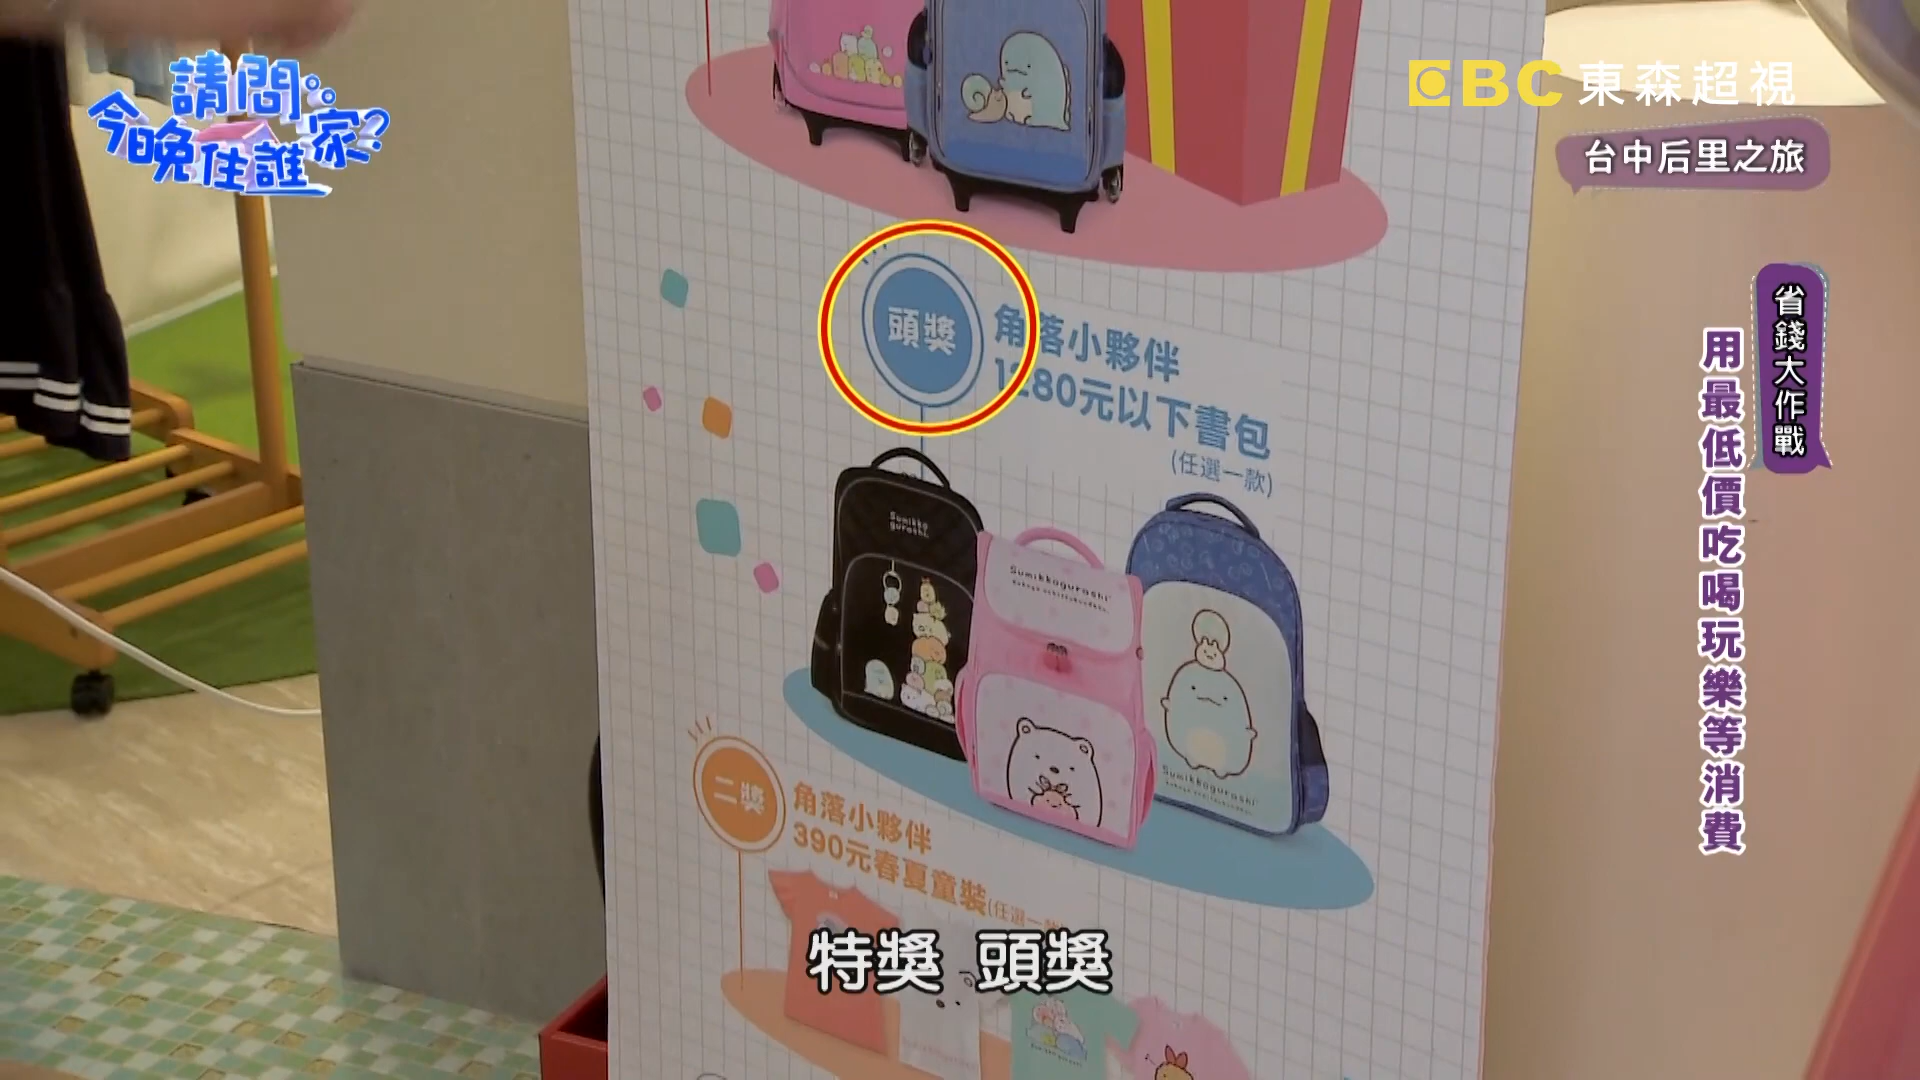 請問
今晚住誰家?
EBC 東森超視
台中后里之旅
省錢大作戰
用最低價吃喝玩樂等消費
頭獎
角落小夥伴
1280元以下書包
(任選一款)
Sumikko
gurashi
Sumikkogurashi
Sumikkogurashi
二獎
角落小夥伴
390元春夏童裝(任選一款
特獎 頭獎